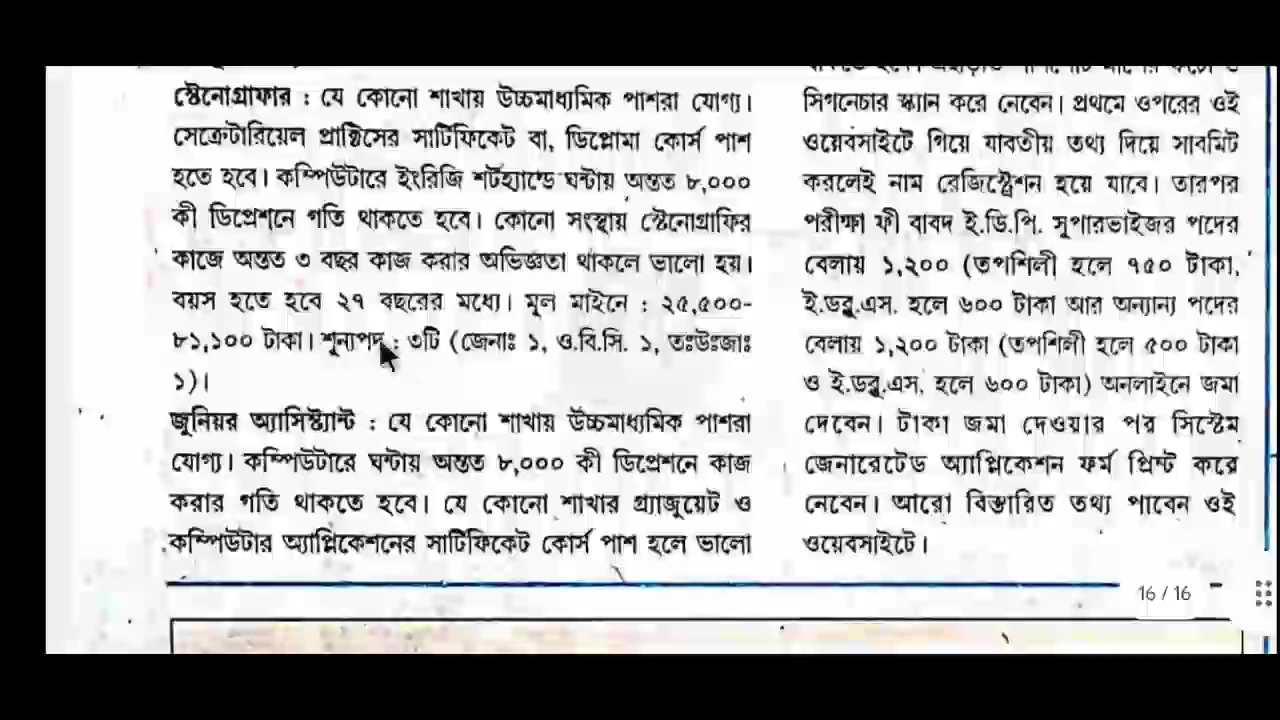 স্টেনোগ্রাফার : যে কোনো শাখায় উচ্চমাধ্যমিক পাশরা যোগ্য।
সেক্রেটারিয়েল প্রাক্টিসের সার্টিফিকেট বা, ডিপ্লোমা কোর্স পাশ
হতে হবে। কম্পিউটারে ইংরিজি শর্টহ্যান্ডে ঘন্টায় অন্তত ৮,০০০
কী ডিপ্রেশনে গতি থাকতে হবে। কোনো সংস্থায় স্টেনোগ্রাফির
কাজে অন্তত ৩ বছর কাজ করার অভিজ্ঞতা থাকলে ভালো হয়।
বয়স হতে হবে ২৭ বছরের মধ্যে। মূল মাইনে : ২৫,৫০০-
৮১,১০০ টাকা। শূন্যপদ : ৩টি (জেনাঃ ১, ও.বি.সি. ১, তঃউঃজাঃ
১)।
জুনিয়র অ্যাসিস্ট্যান্ট : যে কোনো শাখায় উচ্চমাধ্যমিক পাশরা
যোগ্য। কম্পিউটারে ঘন্টায় অন্তত ৮,০০০ কী ডিপ্রেশনে কাজ
করার গতি থাকতে হবে। যে কোনো শাখার গ্র্যাজুয়েট ও
কম্পিউটার অ্যাপ্লিকেশনের সার্টিফিকেট কোর্স পাশ হলে ভালো
সিগনেচার স্ক্যান করে নেবেন। প্রথমে ওপরের ওই
ওয়েবসাইটে গিয়ে যাবতীয় তথ্য দিয়ে সাবমিট
করলেই নাম রেজিস্ট্রেশন হয়ে যাবে। তারপর
পরীক্ষা ফী বাবদ ই.ডি.পি. সুপারভাইজর পদের
বেলায় ১,২০০ (তপশিলী হলে ৭৫০ টাকা,
ই.ডব্লু.এস. হলে ৬০০ টাকা আর অন্যান্য পদের
বেলায় ১,২০০ টাকা (তপশিলী হলে ৫০০ টাকা
ও ই.ডব্লু.এস. হলে ৬০০ টাকা) অনলাইনে জমা
দেবেন। টাকা জমা দেওয়ার পর সিস্টেম
জেনারেটেড অ্যাপ্লিকেশন ফর্ম প্রিন্ট করে
নেবেন। আরো বিস্তারিত তথ্য পাবেন ওই
ওয়েবসাইটে।
16 / 16